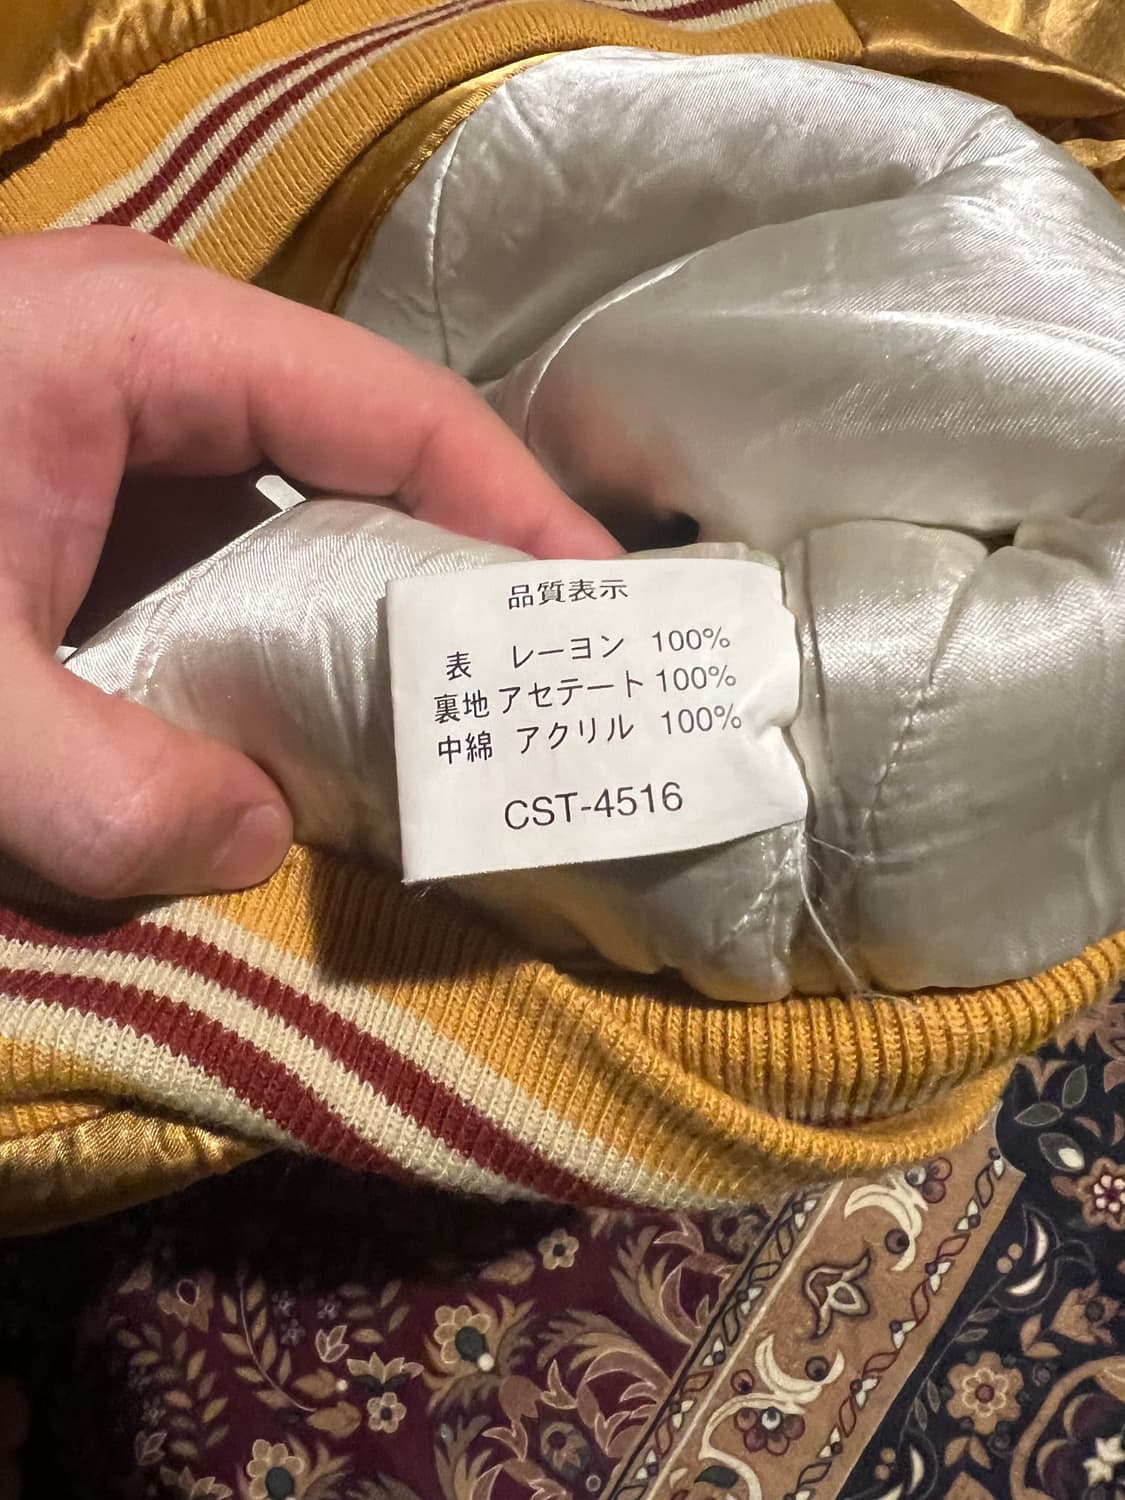 品質表示
表 レーヨン 100%
裏地 アセテート 100%
中綿 アクリル 100%
CST-4516